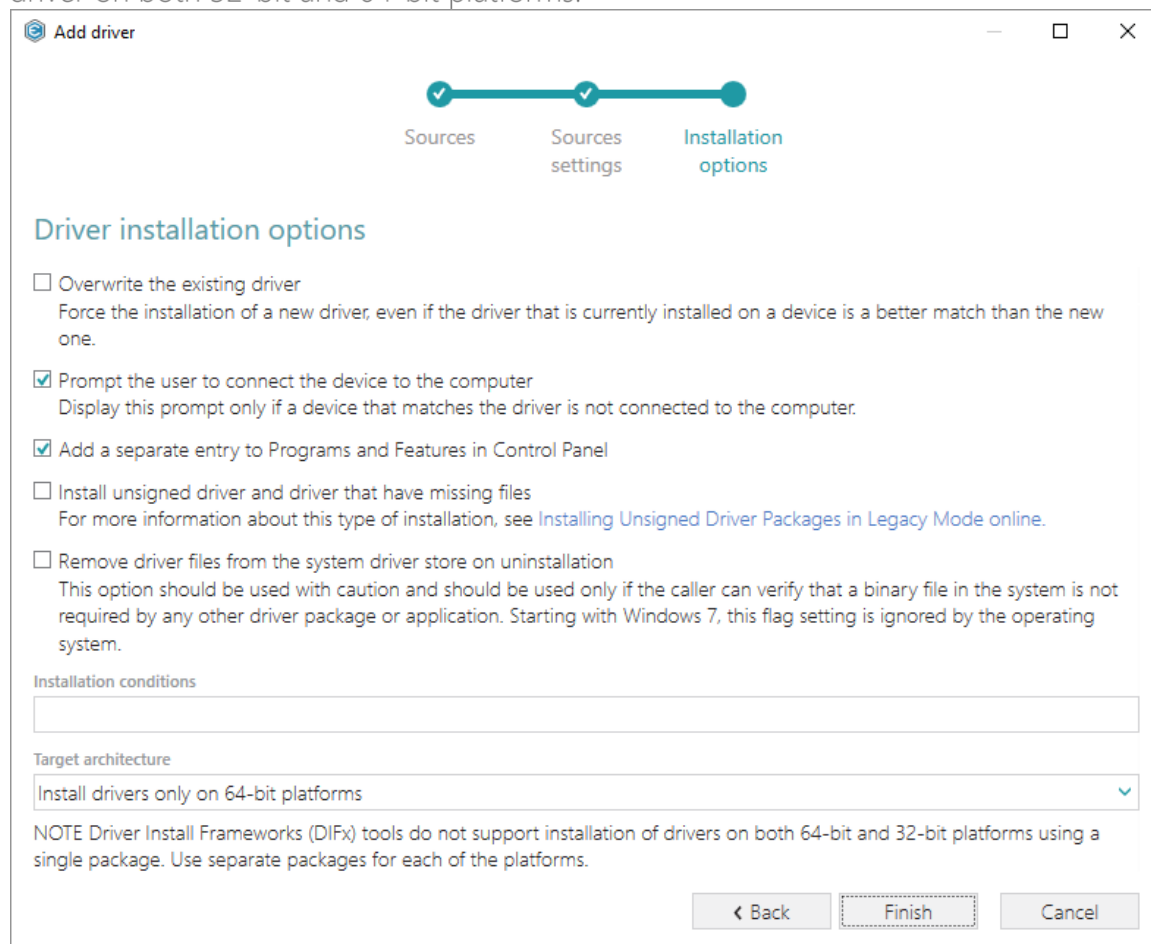 driver on both 32-bit and 64-bit platforms.
Add driver
Sources
Sources
settings
Installation
options
Driver installation options
Overwrite the existing driver
Force the installation of a new driver, even if the driver that is currently installed on a device is a better match than the new
one.
Prompt the user to connect the device to the computer
Display this prompt only if a device that matches the driver is not connected to the computer.
Add a separate entry to Programs and Features in Control Panel
Install unsigned driver and driver that have missing files
For more information about this type of installation, see Installing Unsigned Driver Packages in Legacy Mode online.
Remove driver files from the system driver store on uninstallation
This option should be used with caution and should be used only if the caller can verify that a binary file in the system is not
required by any other driver package or application. Starting with Windows 7, this flag setting is ignored by the operating
system.
Installation conditions
Target architecture
Install drivers only on 64-bit platforms
NOTE Driver Install Frameworks (DIFx) tools do not support installation of drivers on both 64-bit and 32-bit platforms using a
single package. Use separate packages for each of the platforms.
Back
Finish
Cancel